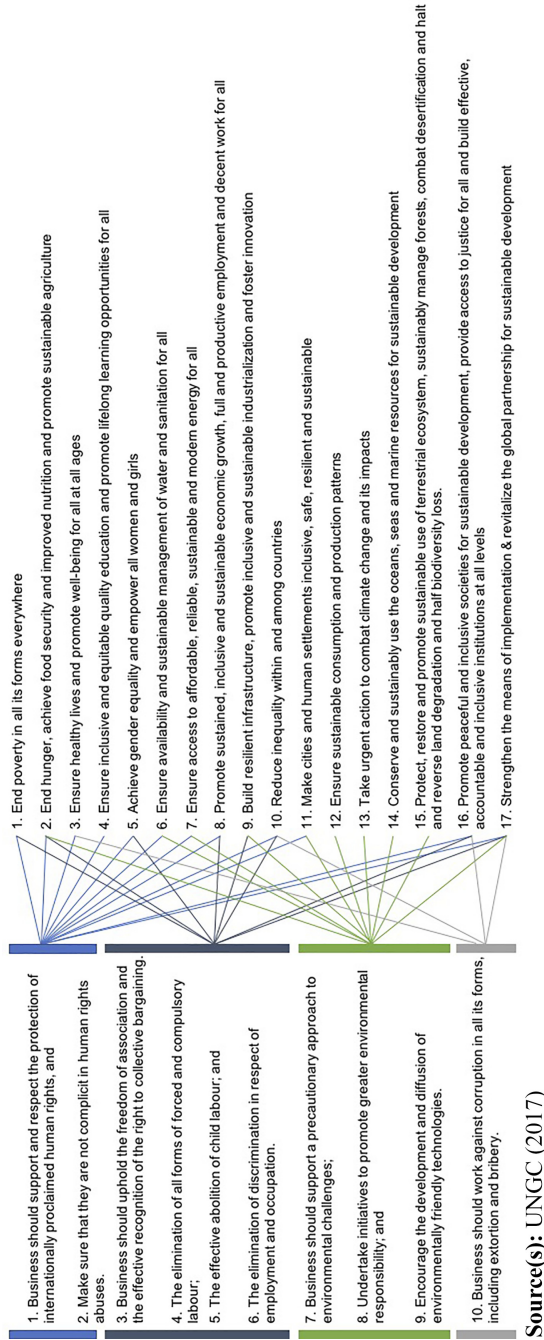 1. Business should support and respect the protection of
internationally proclaimed human rights, and
2. Make sure that they are not complicit in human rights
abuses.
3. Business should uphold the freedom of association and
the effective recognition of the right to collective bargaining.
4. The elimination of all forms of forced and compulsory
labour;
5. The effective abolition of child labour; and
6. The elimination of discrimination in respect of
employment and occupation.
7. Business should support a precautionary approach to
environmental challenges;
8. Undertake initiatives to promote greater environmental
responsibility; and
9. Encourage the development and diffusion of
environmentally friendly technologies.
10. Business should work against corruption in all its forms,
including extortion and bribery.
1. End poverty in all its forms everywhere
2. End hunger, achieve food security and improved nutrition and promote sustainable agriculture
3. Ensure healthy lives and promote well-being for all at all ages
4. Ensure inclusive and equitable quality education and promote lifelong learning opportunities for all
5. Achieve gender equality and empower all women and girls
6. Ensure availability and sustainable management of water and sanitation for all
7. Ensure access to affordable, reliable, sustainable and modern energy for all
8. Promote sustained, inclusive and sustainable economic growth, full and productive employment and decent work for all
9. Build resilient infrastructure, promote inclusive and sustainable industrialization and foster innovation
10. Reduce inequality within and among countries
11. Make cities and human settlements inclusive, safe, resilient and sustainable
12. Ensure sustainable consumption and production patterns
13. Take urgent action to combat climate change and its impacts
14. Conserve and sustainably use the oceans, seas and marine resources for sustainable development
15. Protect, restore and promote sustainable use of terrestrial ecosystem, sustainably manage forests, combat desertification and halt
and reverse land degradation and half biodiversity loss.
16. Promote peaceful and inclusive societies for sustainable development, provide access to justice for all and build effective,
accountable and inclusive institutions at all levels
17. Strengthen the means of implementation & revitalize the global partnership for sustainable development
Source(s): UNGC (2017)